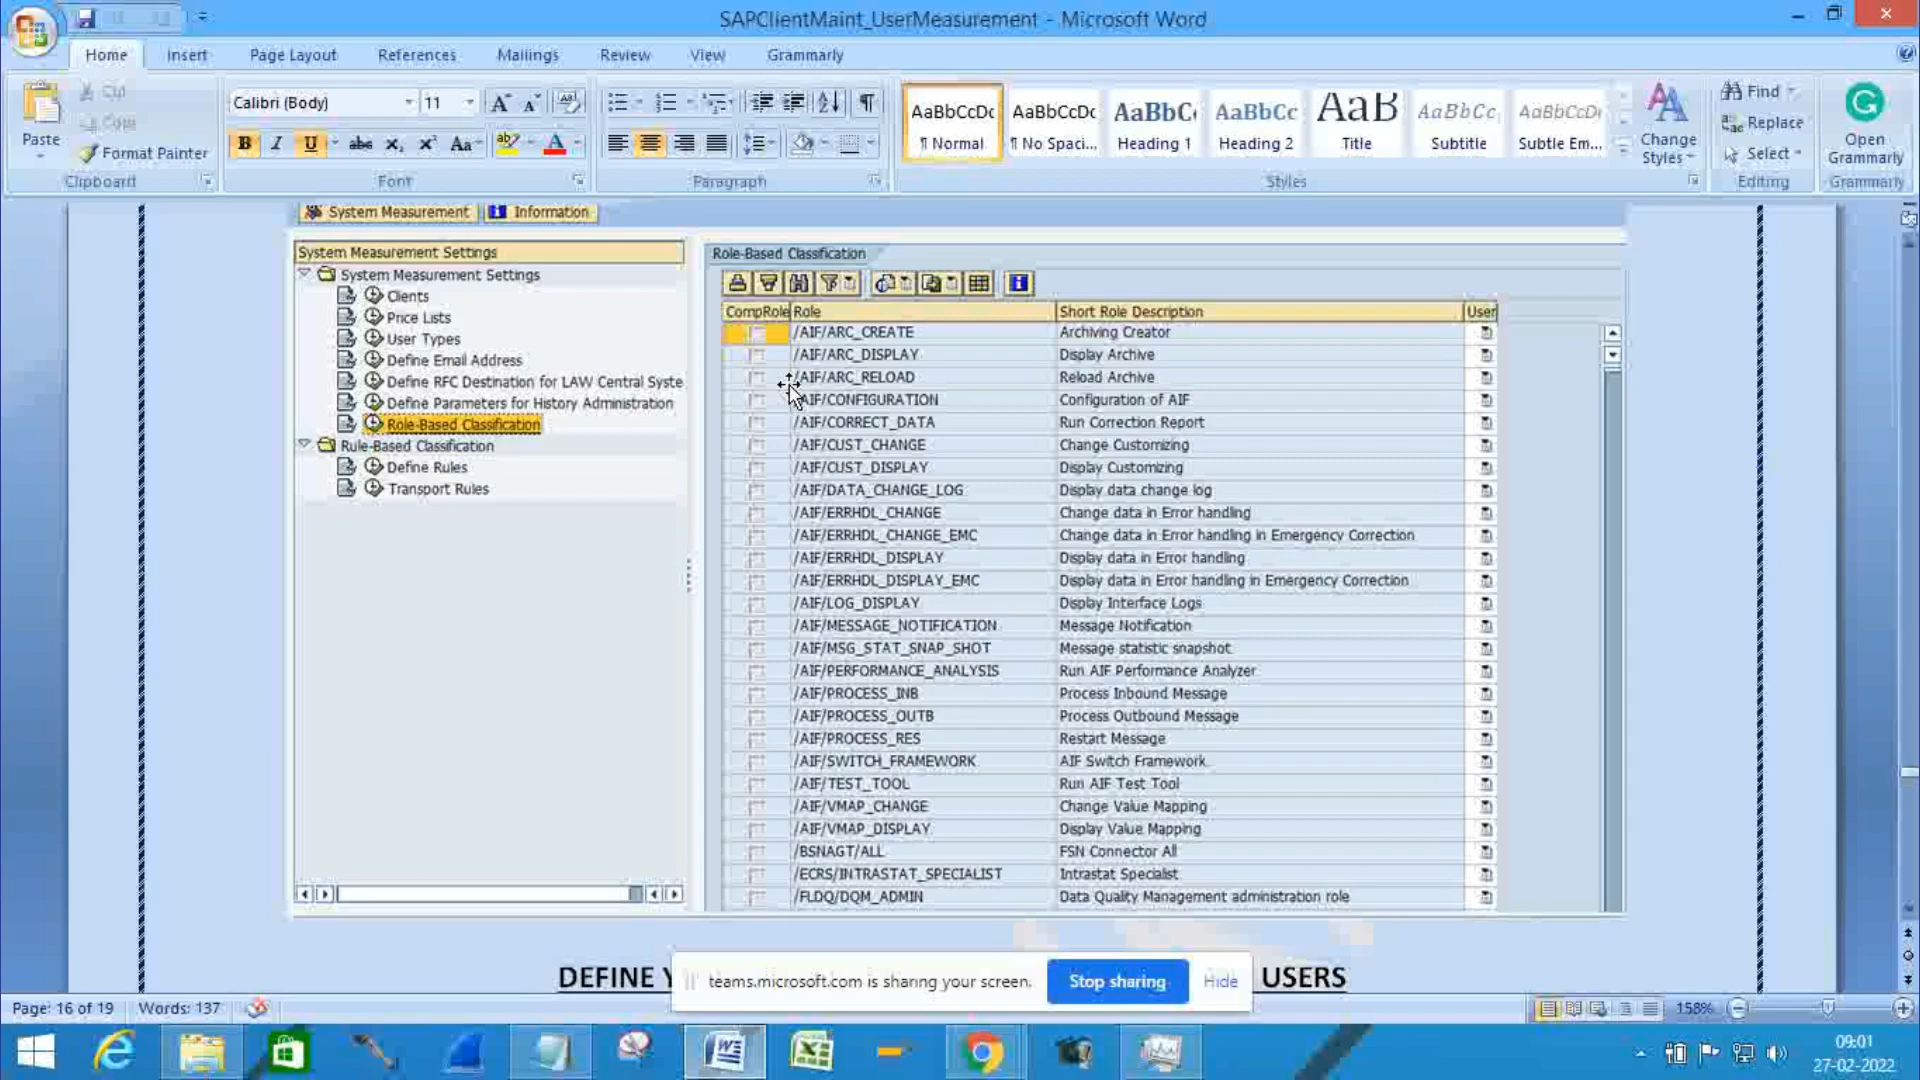 SAPClientMaint_UserMeasurement - Microsoft Word
Home
Insert
Page Layout
References
Mailings
Review
View
Grammarly
Paste
Cut
Copy
Format Painter
Clipboard
Calibri (Body)
11
Font
Paragraph
AaBbCcDc
¶ Normal
AaBbCcDc
¶ No Spaci...
AaBbC
Heading 1
AaBbCc
Heading 2
AaB
Title
AaBbCc
Subtitle
AaBbCcDc
Subtle Em...
Change
Styles
Styles
Find
Replace
Select
Editing
Open
Grammarly
Grammarly
System Measurement
Information
System Measurement Settings
System Measurement Settings
Clients
Price Lists
User Types
Define Email Address
Define RFC Destination for LAW Central Syste
Define Parameters for History Administration
Role-Based Classification
Rule-Based Classification
Define Rules
Transport Rules
Role-Based Classification
CompRole Role Short Role Description User
/AIF/ARC_CREATE Archiving Creator
/AIF/ARC_DISPLAY Display Archive
/AIF/ARC_RELOAD Reload Archive
/AIF/CONFIGURATION Configuration of AIF
/AIF/CORRECT_DATA Run Correction Report
/AIF/CUST_CHANGE Change Customizing
/AIF/CUST_DISPLAY Display Customizing
/AIF/DATA_CHANGE_LOG Display data change log
/AIF/ERRHDL_CHANGE Change data in Error handling
/AIF/ERRHDL_CHANGE_EMC Change data in Error handling in Emergency Correction
/AIF/ERRHDL_DISPLAY Display data in Error handling
/AIF/ERRHDL_DISPLAY_EMC Display data in Error handling in Emergency Correction
/AIF/LOG_DISPLAY Display Interface Logs
/AIF/MESSAGE_NOTIFICATION Message Notification
/AIF/MSG_STAT_SNAP_SHOT Message statistic snapshot
/AIF/PERFORMANCE_ANALYSIS Run AIF Performance Analyzer
/AIF/PROCESS_INB Process Inbound Message
/AIF/PROCESS_OUTB Process Outbound Message
/AIF/PROCESS_RES Restart Message
/AIF/SWITCH_FRAMEWORK AIF Switch Framework
/AIF/TEST_TOOL Run AIF Test Tool
/AIF/VMAP_CHANGE Change Value Mapping
/AIF/VMAP_DISPLAY Display Value Mapping
/BSNAGT/ALL FSN Connector All
/ECRS/INTRASTAT_SPECIALIST Intrastat Specialist
/FLDQ/DQM_ADMIN Data Quality Management administration role
DEFINE
USERS
teams.microsoft.com is sharing your screen.
Stop sharing
Hide
Page: 16 of 19
Words: 137
158%
09:01
27-02-2022